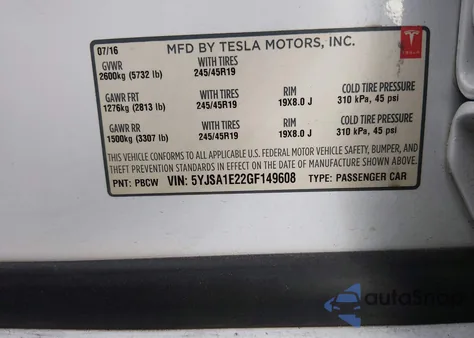 07/16 MFD BY TESLA MOTORS, INC.
GVWR WITH TIRES
2600kg (5732 lb) 245/45R19
GAWR FRT WITH TIRES RIM COLD TIRE PRESSURE
1276kg (2813 lb) 245/45R19 19X8.0 J 310 kPa, 45 psi
GAWR RR WITH TIRES RIM COLD TIRE PRESSURE
1500kg (3307 lb) 245/45R19 19X8.0 J 310 kPa, 45 psi
THIS VEHICLE CONFORMS TO ALL APPLICABLE U.S. FEDERAL MOTOR VEHICLE SAFETY, BUMPER, AND
THEFT PREVENTION STANDARDS IN EFFECT ON THE DATE OF MANUFACTURE SHOWN ABOVE.
PNT: PBCW VIN: 5YJSA1E22GF149608 TYPE: PASSENGER CAR
autoSnap